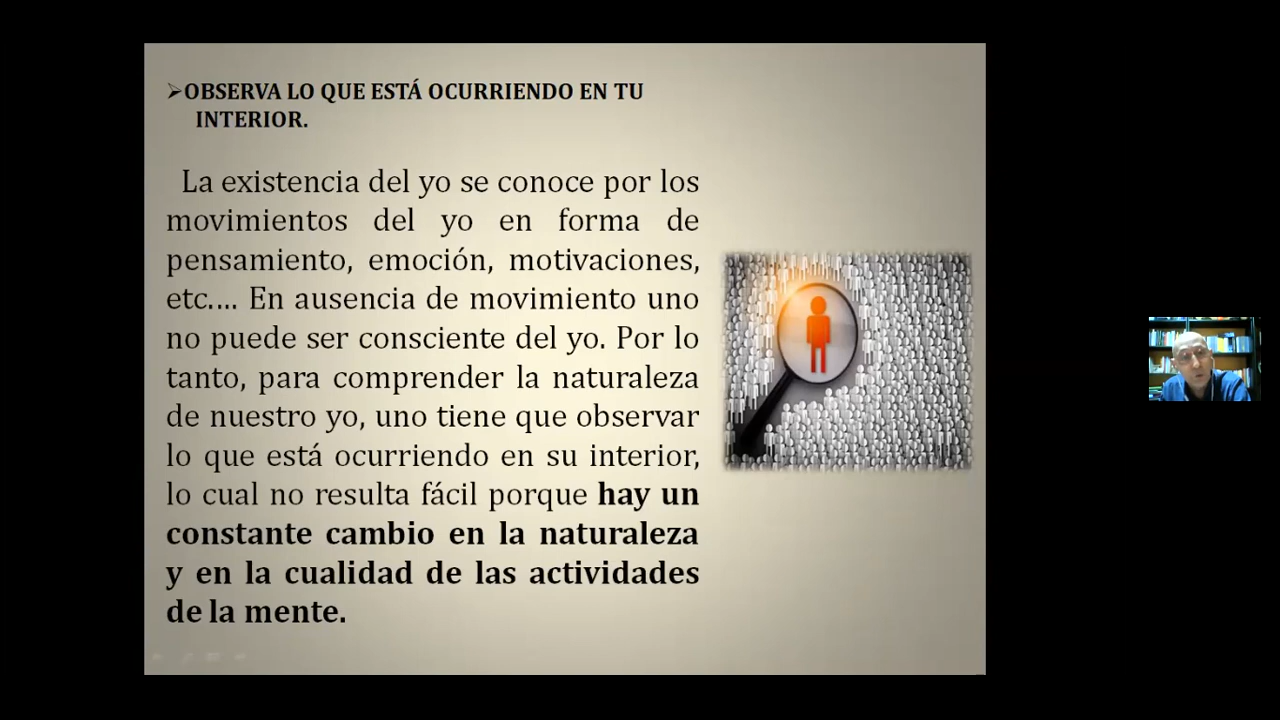 ➢OBSERVA LO QUE ESTÁ OCURRIENDO EN TU
INTERIOR.
La existencia del yo se conoce por los
movimientos del yo en forma de
pensamiento, emoción, motivaciones,
etc.… En ausencia de movimiento uno
no puede ser consciente del yo. Por lo
tanto, para comprender la naturaleza
de nuestro yo, uno tiene que observar
lo que está ocurriendo en su interior,
lo cual no resulta fácil porque hay un
constante cambio en la naturaleza
y en la cualidad de las actividades
de la mente.